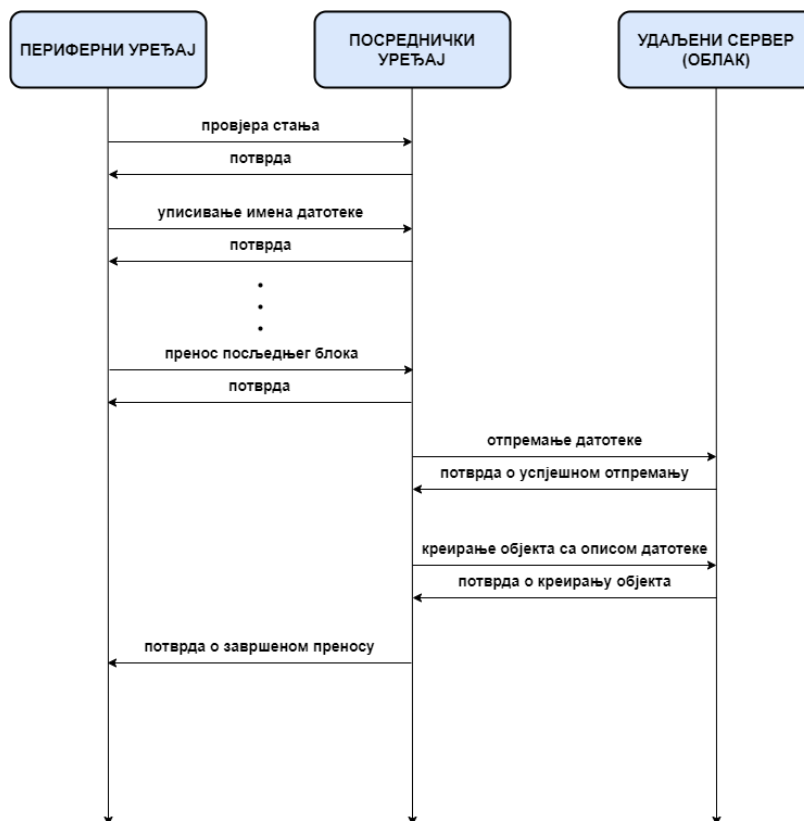 ПЕРИФЕРНИ УРЕЂАЈ
ПОСРЕДНИЧКИ
УРЕЂАЈ
УДАЉЕНИ СЕРВЕР
(ОБЛАК)
провјера стања
потврда
уписивање имена датотеке
потврда
пренос посљедњег блока
потврда
отпремање датотеке
потврда о успјешном отпремању
креирање објекта са описом датотеке
потврда о креирању објекта
потврда о завршеном преносу